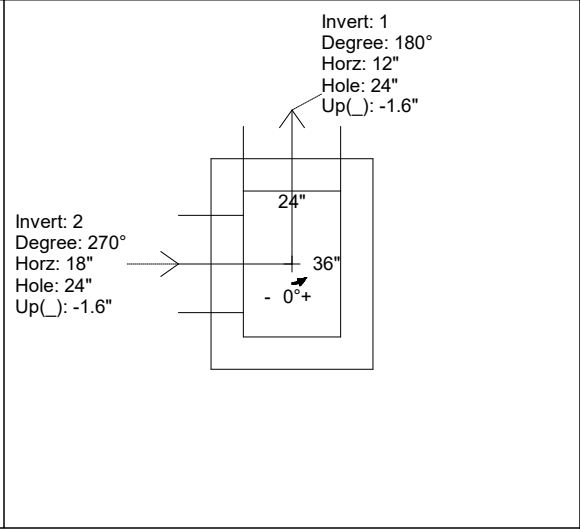 Invert: 1
Degree: 180°
Horz: 12"
Hole: 24"
Up(_): -1.6"
24"
Invert: 2
Degree: 270°
Horz: 18"
Hole: 24"
Up(_): -1.6"
36"
- 0°+